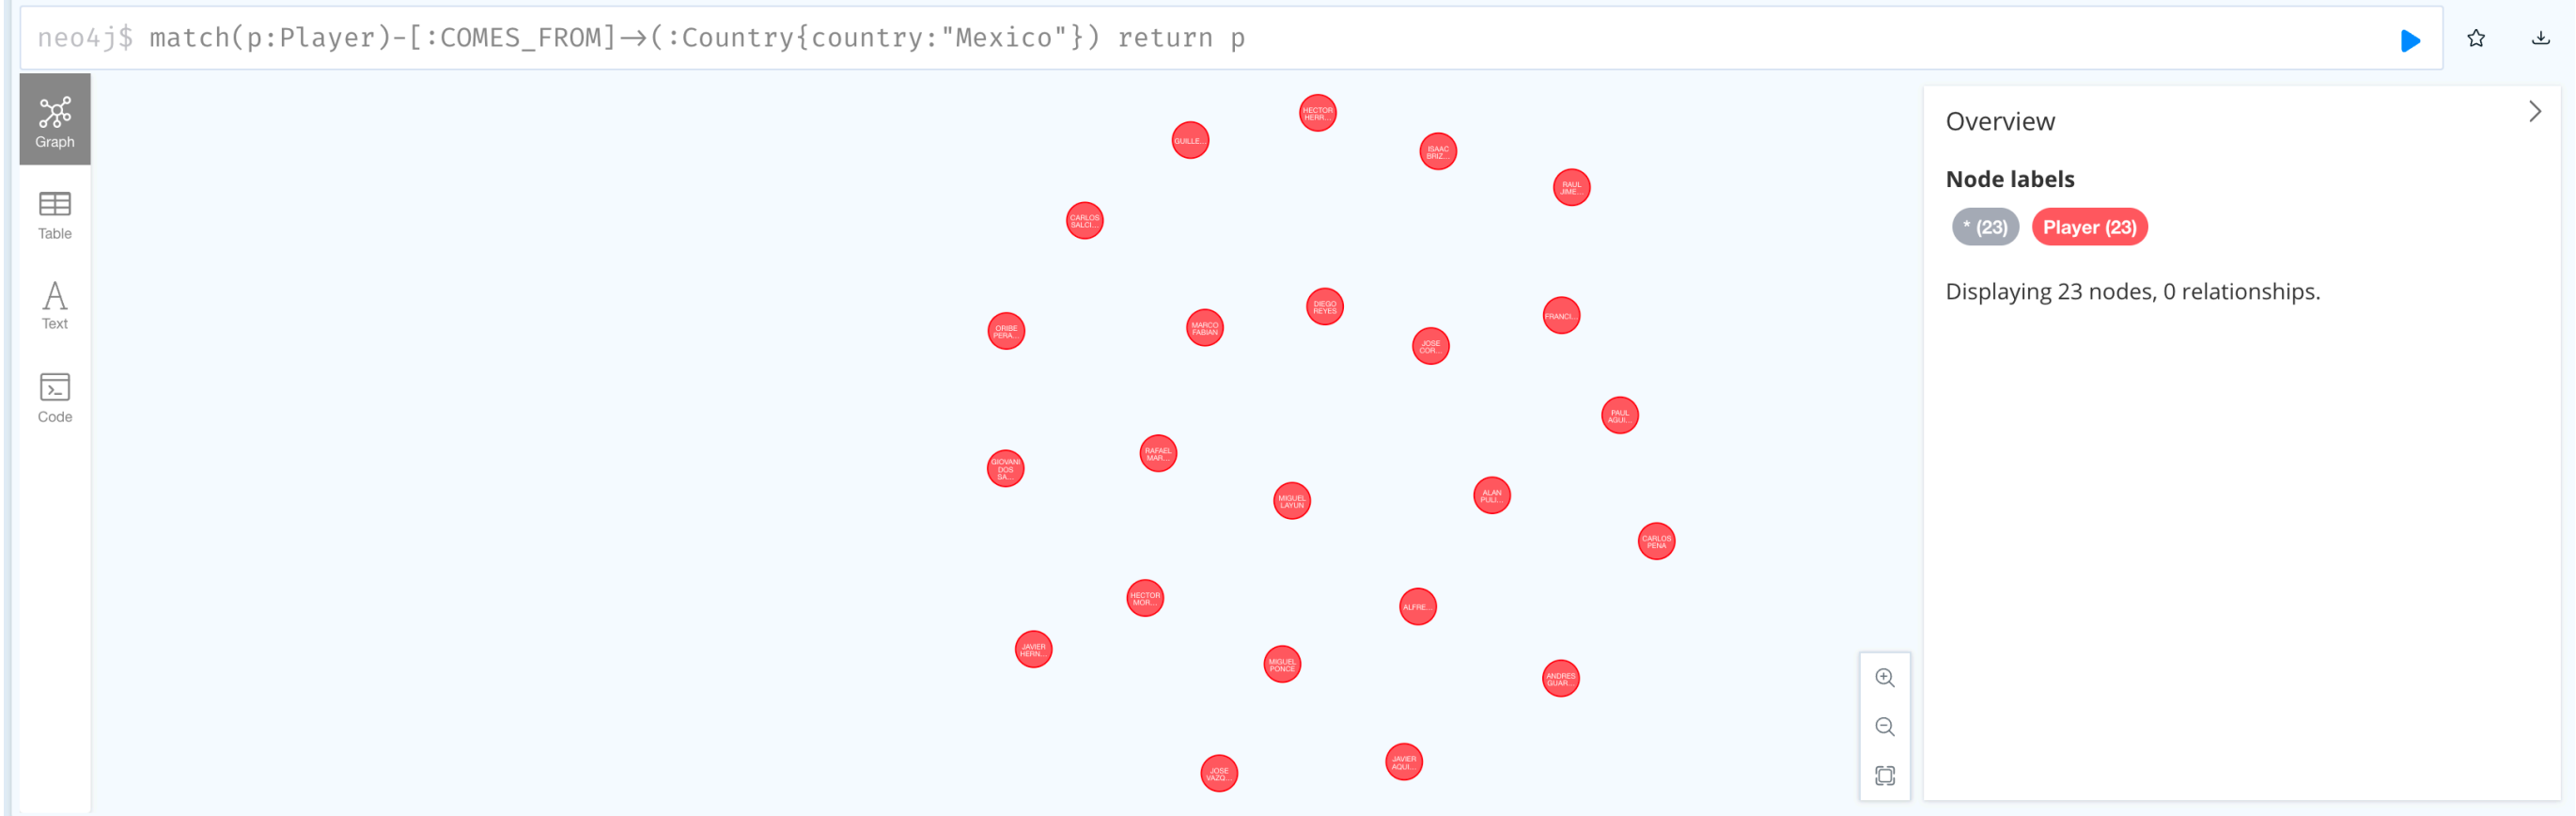 neo4j$ match(p:Player)-[:COMES_FROM]→(:Country{country:"Mexico"}) return p
Graph
Table
Text
Code
HECTOR
HERR...
GUILLE...
ISAAC
BRIZ...
RAUL
JIME...
CARLOS
SALCI...
DIEGO
REYES
FRANCI...
MARCO
FABIAN
ORIBE
PERA...
JOSE
COR...
PAUL
AGUI...
RAFAEL
MAR...
GIOVANI
DOS
SA...
ALAN
PULI...
MIGUEL
LAYUN
CARLOS
PENA
HECTOR
MOR...
ALFRE...
JAVIER
HERN...
MIGUEL
PONCE
ANDRES
GUAR...
JAVIER
AQUI...
JOSE
VAZQ...
Overview
Node labels
* (23) Player (23)
Displaying 23 nodes, 0 relationships.